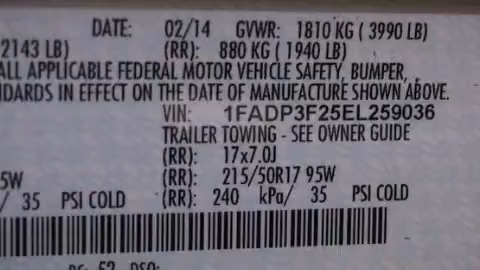 DATE: 02/14 GVWR: 1810 KG ( 3990 LB)
2143 LB) (RR): 880 KG ( 1940 LB)
ALL APPLICABLE FEDERAL MOTOR VEHICLE SAFETY, BUMPER,
NDARDS IN EFFECT ON THE DATE OF MANUFACTURE SHOWN ABOVE.
VIN: 1FADP3F25EL259036
TRAILER TOWING - SEE OWNER GUIDE
(RR): 17x7.0J
5W (RR): 215/50R17 95W
/ 35 PSI COLD (RR): 240 kPa/ 35 PSI COLD